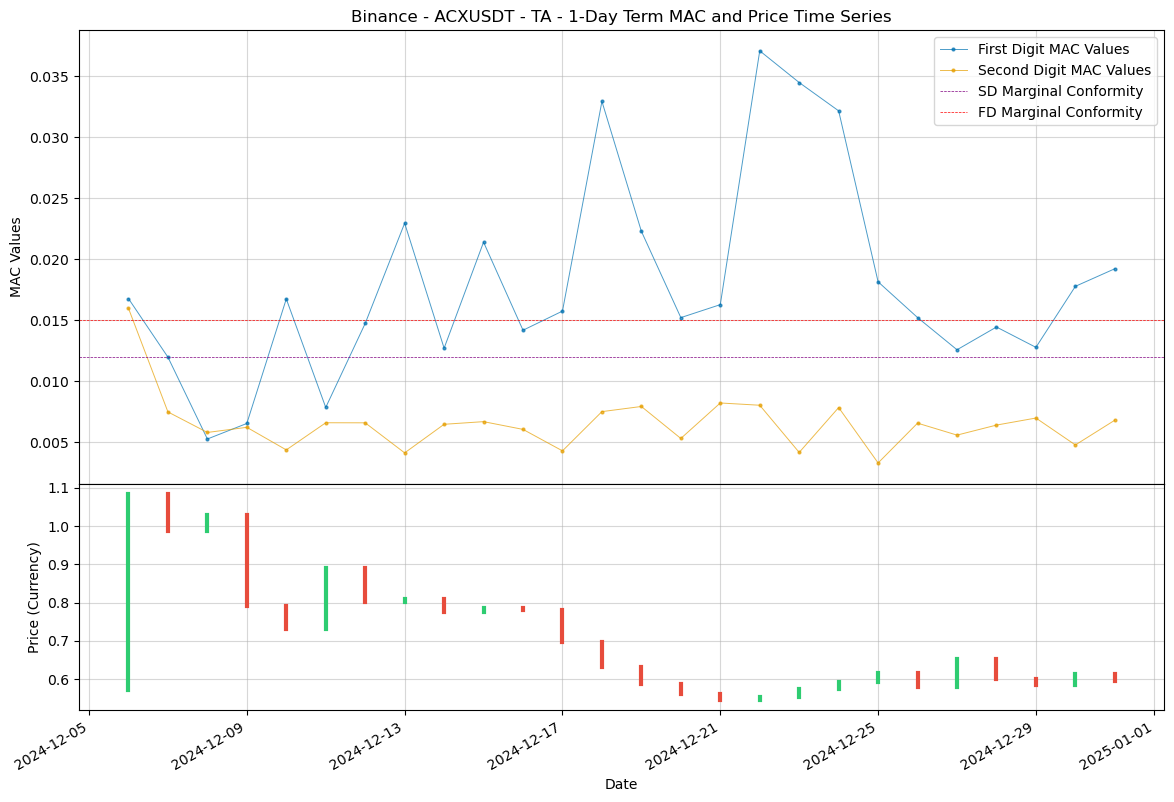 Binance - ACXUSDT - TA - 1-Day Term MAC and Price Time Series
First Digit MAC Values
Second Digit MAC Values
SD Marginal Conformity
FD Marginal Conformity
MAC Values
0.035
0.030
0.025
0.020
0.015
0.010
0.005
Price (Currency)
1.1
1.0
0.9
0.8
0.7
0.6
2024-12-05
2024-12-09
2024-12-13
2024-12-17
2024-12-21
2024-12-25
2024-12-29
2025-01-01
Date